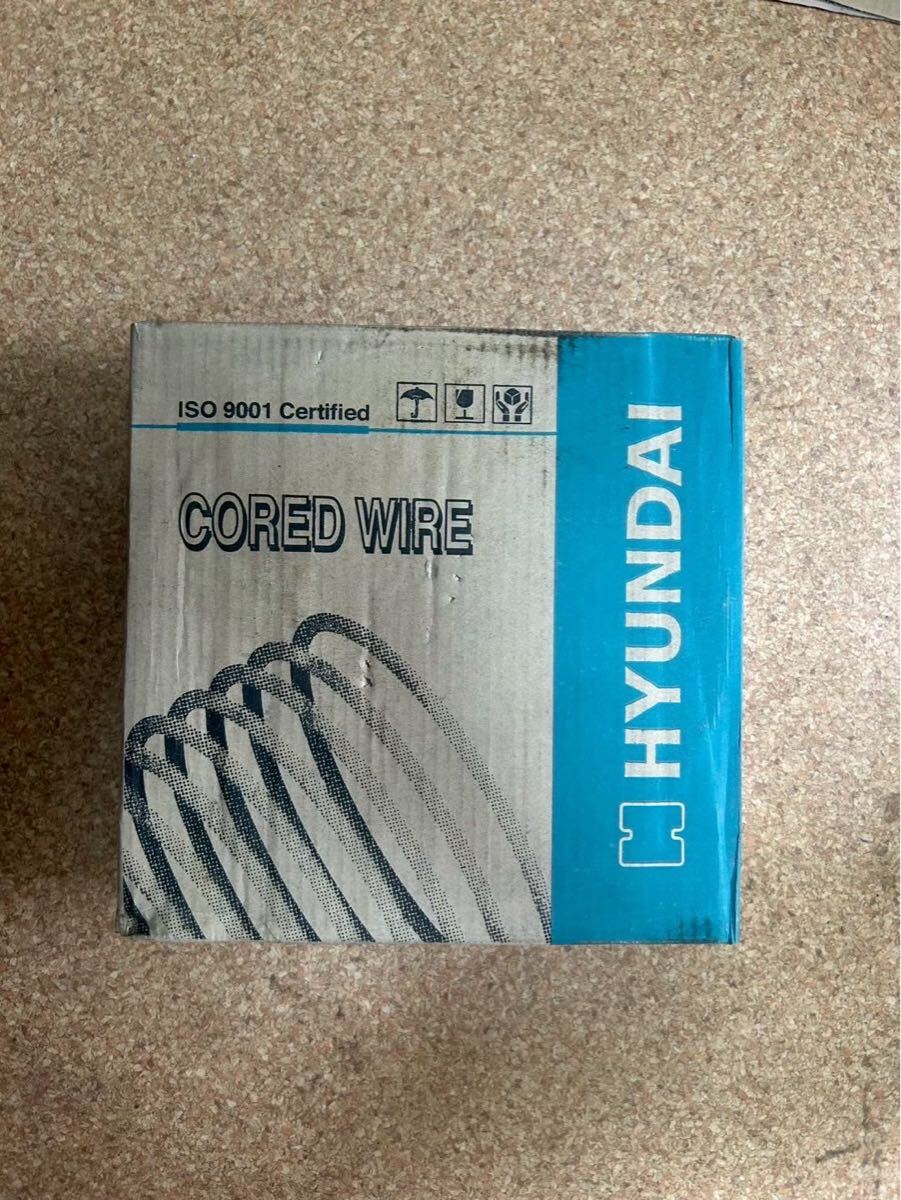 ISO 9001 Certified
CORED WIRE
HYUNDAI